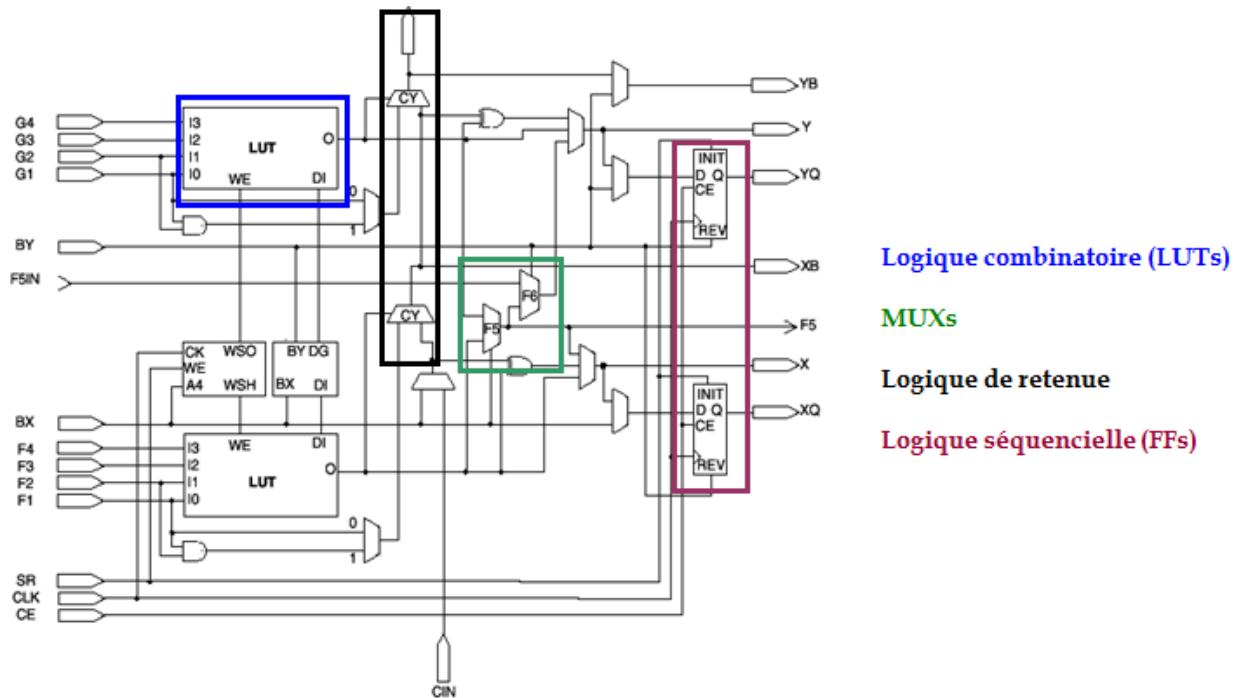 CY
YB
G4
I3
G3
I2
LUT
O
Y
G2
I1
G1
I0
WE
DI
INIT
D Q
YQ
CE
0
1
REV
BY
XB
F5IN
F6
CY
F5
F5
CK
WSO
BY DG
WE
X
A4
WSH
BX
DI
INIT
D Q
XQ
CE
BX
WE
DI
F4
I3
F3
I2
LUT
O
REV
F2
I1
F1
I0
0
1
SR
CLK
CE
CIN
Logique combinatoire (LUTs)
MUXs
Logique de retenue
Logique séquencielle (FFs)